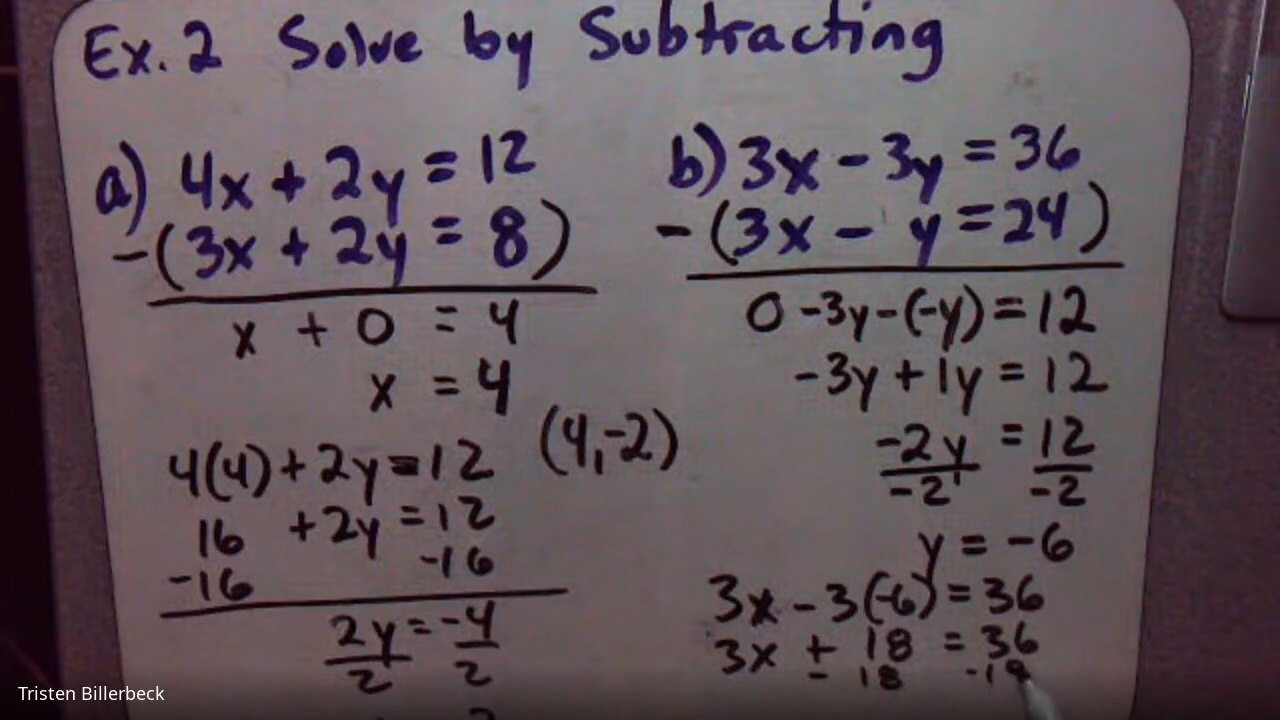 Ex. 2 Solve by Subtracting
a) 4x + 2y = 12
-(3x + 2y = 8)
x + 0 = 4
x = 4
(4,-2)
4(4) + 2y = 12
16 + 2y = 12
-16 -16
2y = -4
2 2
b) 3x - 3y = 36
-(3x - y = 24)
0 -3y-(-y) = 12
-3y + 1y = 12
-2y = 12
-2 -2
y = -6
3x - 3(-6) = 36
3x + 18 = 36
- 18 -18
Tristen Billerbeck